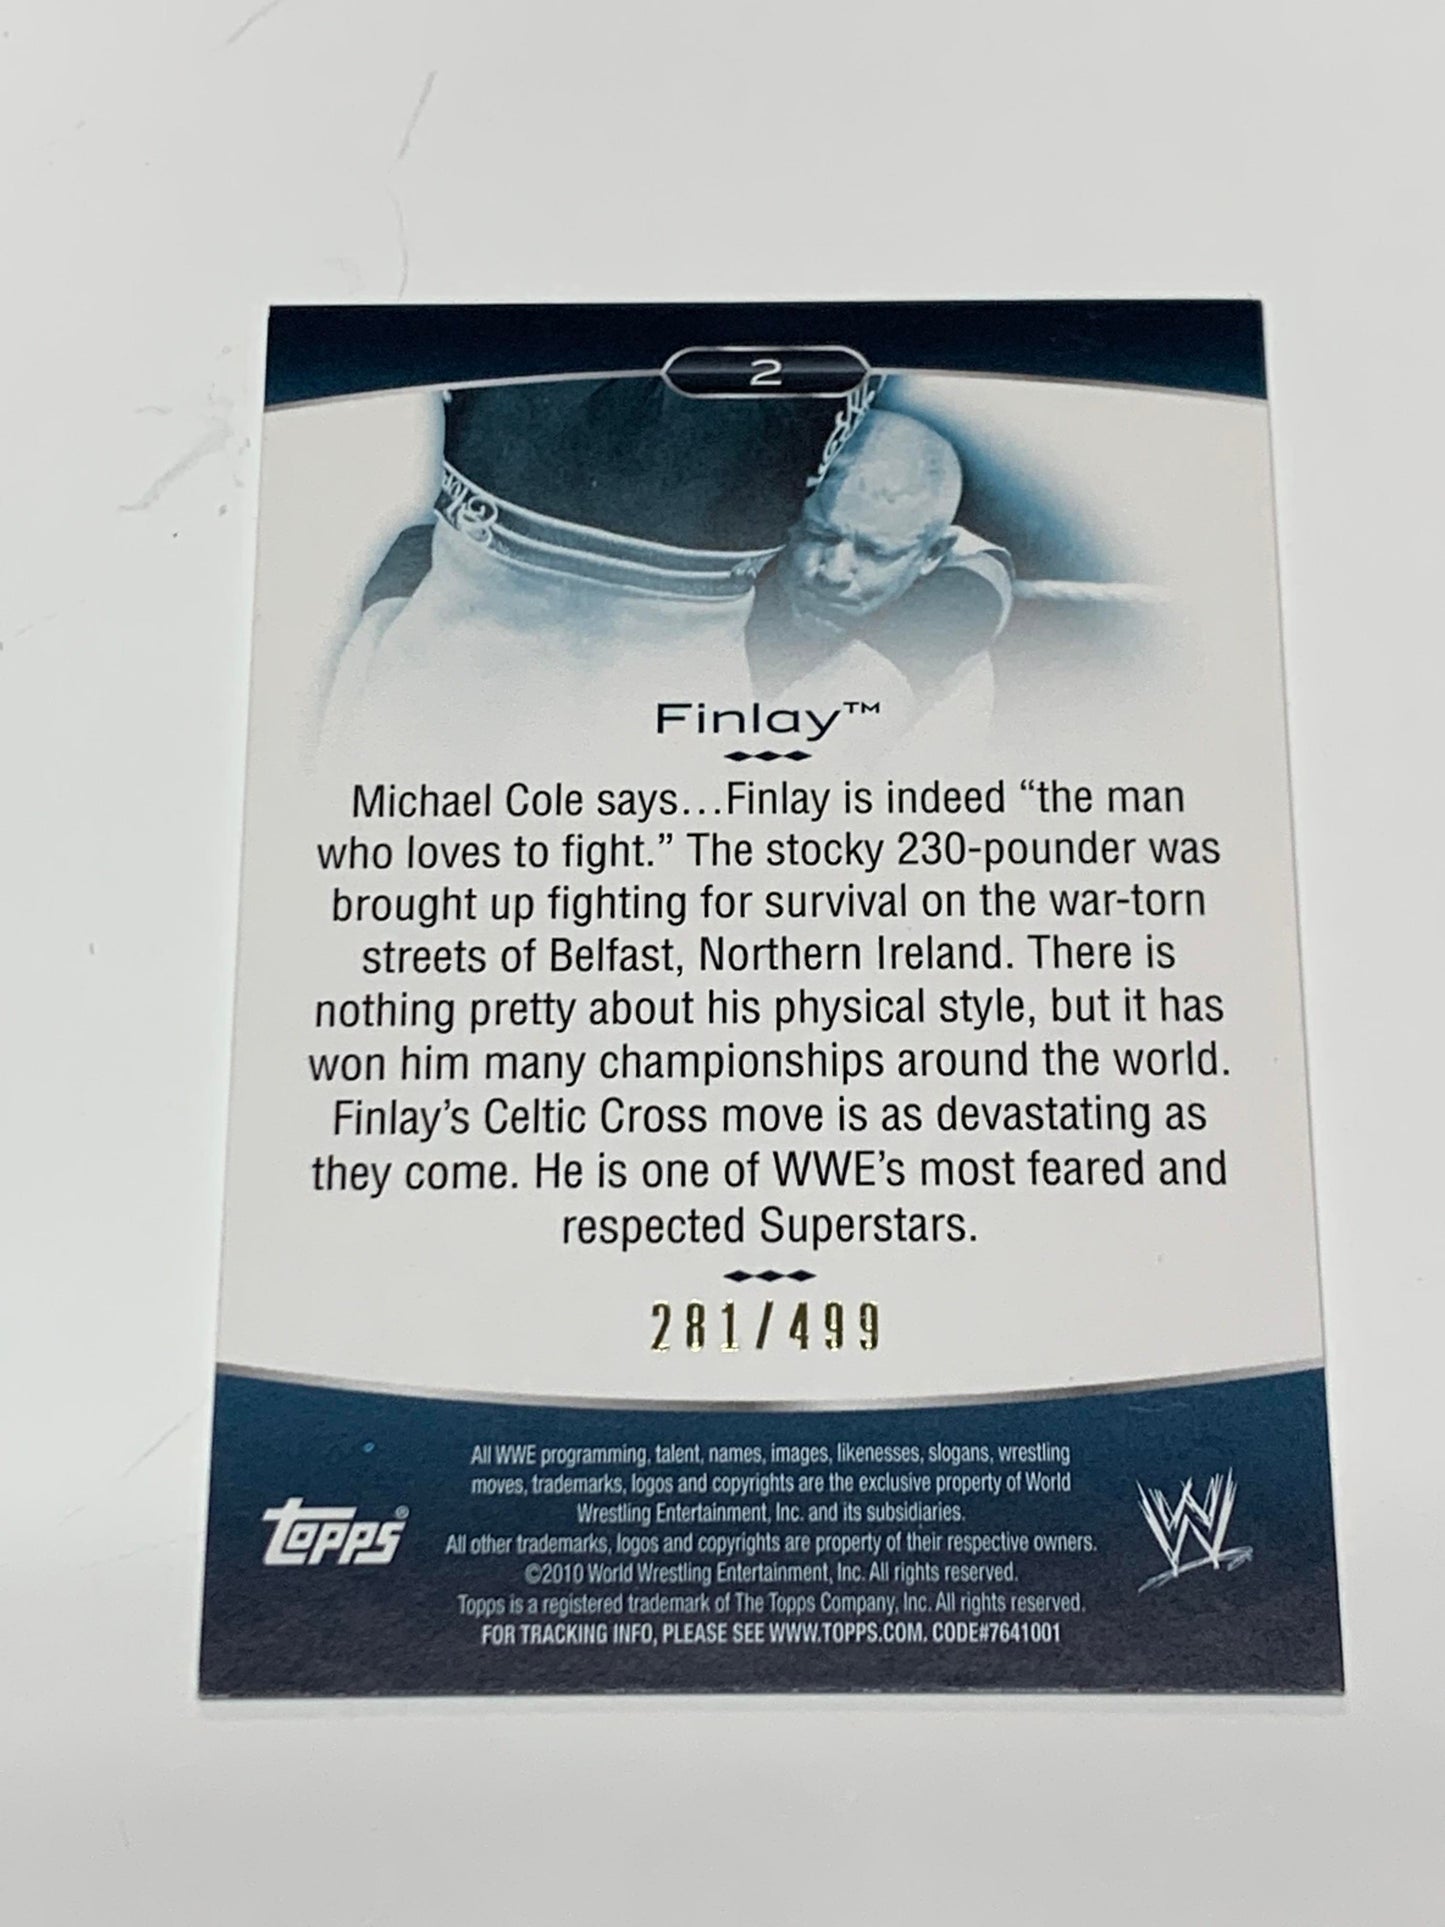 2
Finlay™
Michael Cole says...Finlay is indeed “the man
who loves to fight.” The stocky 230-pounder was
brought up fighting for survival on the war-torn
streets of Belfast, Northern Ireland. There is
nothing pretty about his physical style, but it has
won him many championships around the world.
Finlay’s Celtic Cross move is as devastating as
they come. He is one of WWE’s most feared and
respected Superstars.
281/499
All WWE programming, talent, names, images, likenesses, slogans, wrestling
moves, trademarks, logos and copyrights are the exclusive property of World
Wrestling Entertainment, Inc. and its subsidiaries.
All other trademarks, logos and copyrights are property of their respective owners.
©2010 World Wrestling Entertainment, Inc. All rights reserved.
Topps is a registered trademark of The Topps Company, Inc. All rights reserved.
FOR TRACKING INFO, PLEASE SEE WWW.TOPPS.COM. CODE#7641001
Topps®
W